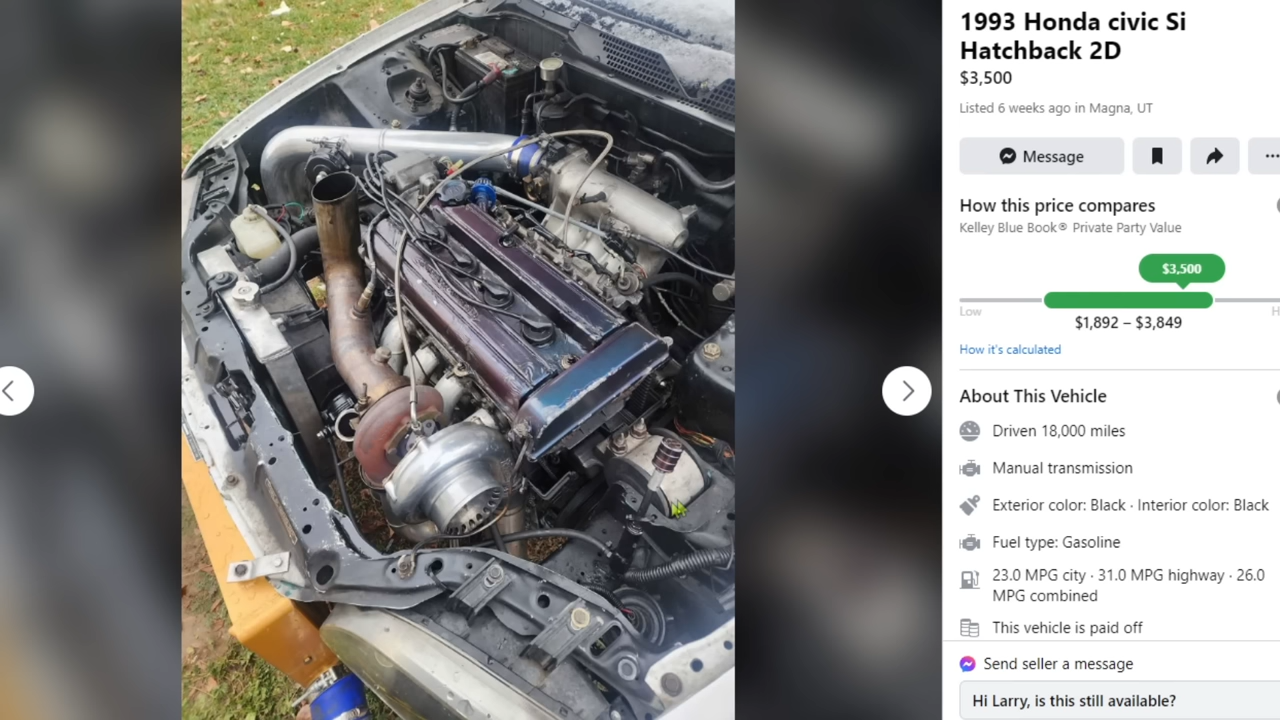 1993 Honda civic Si
Hatchback 2D
$3,500
Listed 6 weeks ago in Magna, UT
Message
How this price compares
Kelley Blue Book® Private Party Value
$3,500
Low
H
$1,892 – $3,849
How it's calculated
About This Vehicle
Driven 18,000 miles
Manual transmission
Exterior color: Black · Interior color: Black
Fuel type: Gasoline
23.0 MPG city · 31.0 MPG highway · 26.0
MPG combined
This vehicle is paid off
Send seller a message
Hi Larry, is this still available?